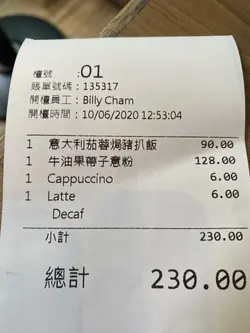 檯號 :01
賬單號碼：135317
開檯員工：Billy Cham
開檯時間：10/06/2020 12:53:04
1 意大利茄蓉焗豬扒飯 90.00
1 牛油果帶子意粉 128.00
1 Cappuccino 6.00
1 Latte 6.00
Decaf
小計 230.00
總計 230.00